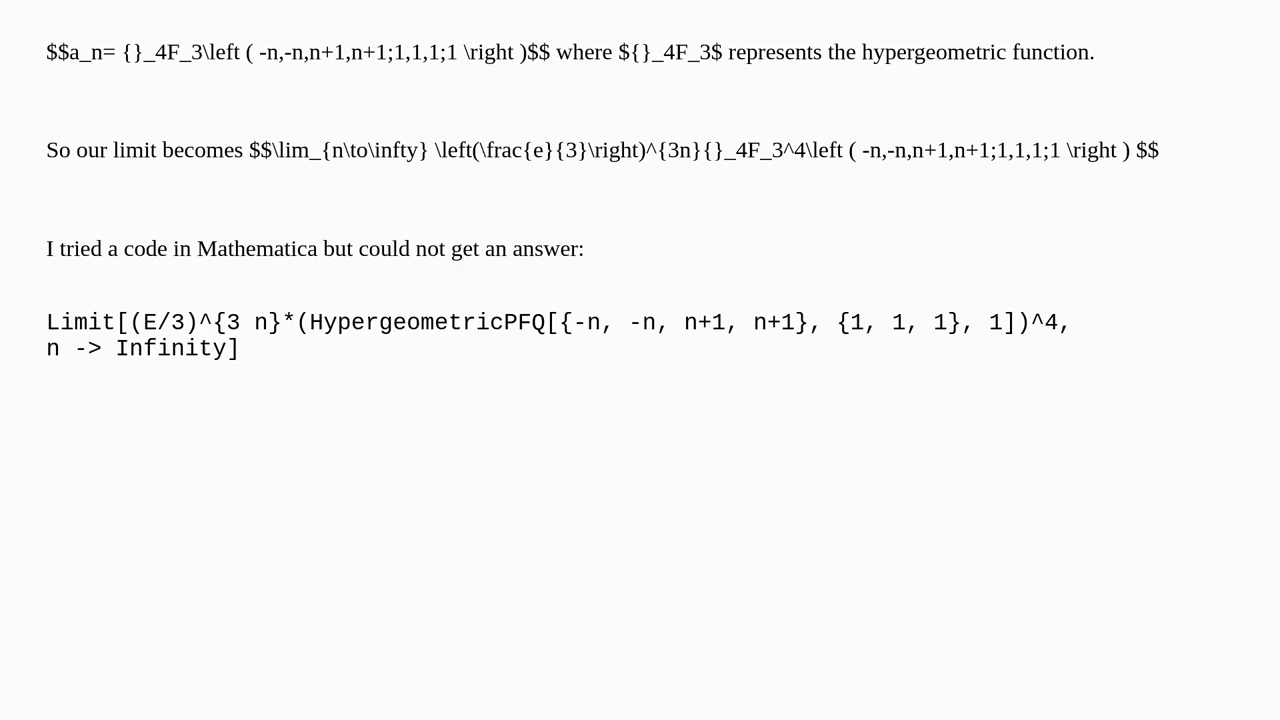 $$a_n= {}_4F_3\left ( -n,-n,n+1,n+1;1,1,1;1 \right )$$ where ${}_4F_3$ represents the hypergeometric function.
So our limit becomes $$\lim_{n\to\infty} \left(\frac{e}{3}\right)^{3n}{}_4F_3^4\left ( -n,-n,n+1,n+1;1,1,1;1 \right ) $$
I tried a code in Mathematica but could not get an answer:
Limit[(E/3)^{3 n}*(HypergeometricPFQ[{-n, -n, n+1, n+1}, {1, 1, 1}, 1])^4,
n -> Infinity]